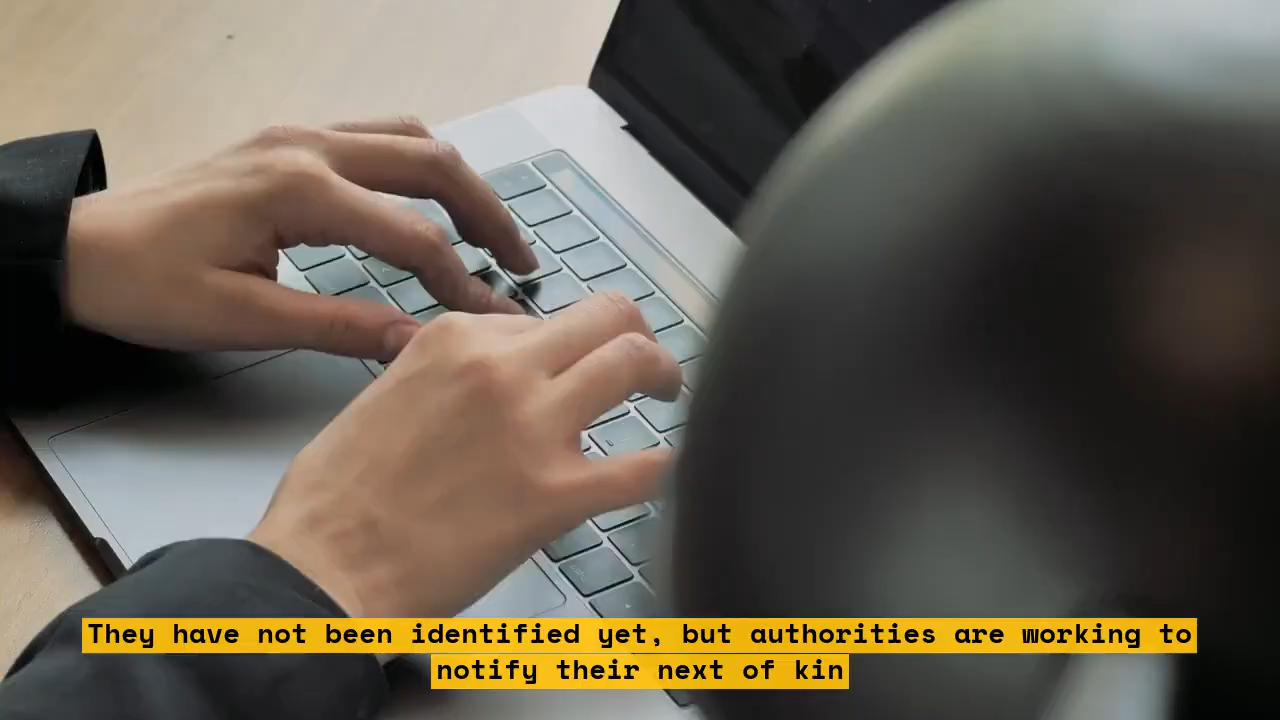 They have not been identified yet, but authorities are working to
notify their next of kin